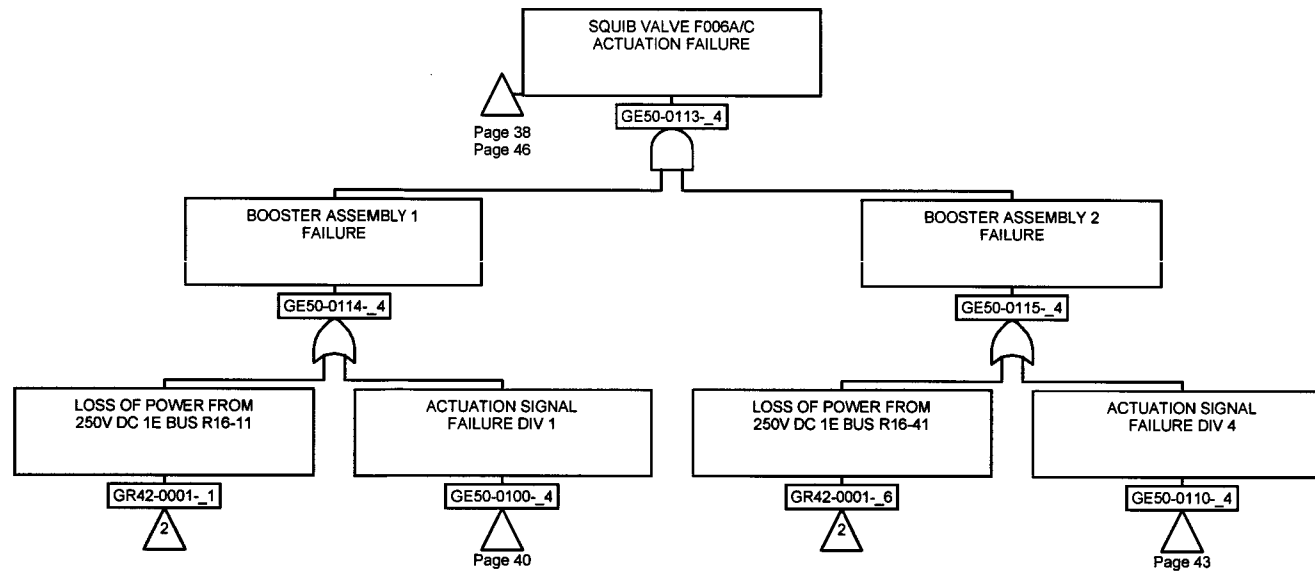 SQUIB VALVE F006A/C
ACTUATION FAILURE
GE50-0113-_4
Page 38
Page 46
BOOSTER ASSEMBLY 1
FAILURE
GE50-0114-_4
BOOSTER ASSEMBLY 2
FAILURE
GE50-0115-_4
LOSS OF POWER FROM
250V DC 1E BUS R16-11
GR42-0001-_1
2
ACTUATION SIGNAL
FAILURE DIV 1
GE50-0100-_4
Page 40
LOSS OF POWER FROM
250V DC 1E BUS R16-41
GR42-0001-_6
2
ACTUATION SIGNAL
FAILURE DIV 4
GE50-0110-_4
Page 43